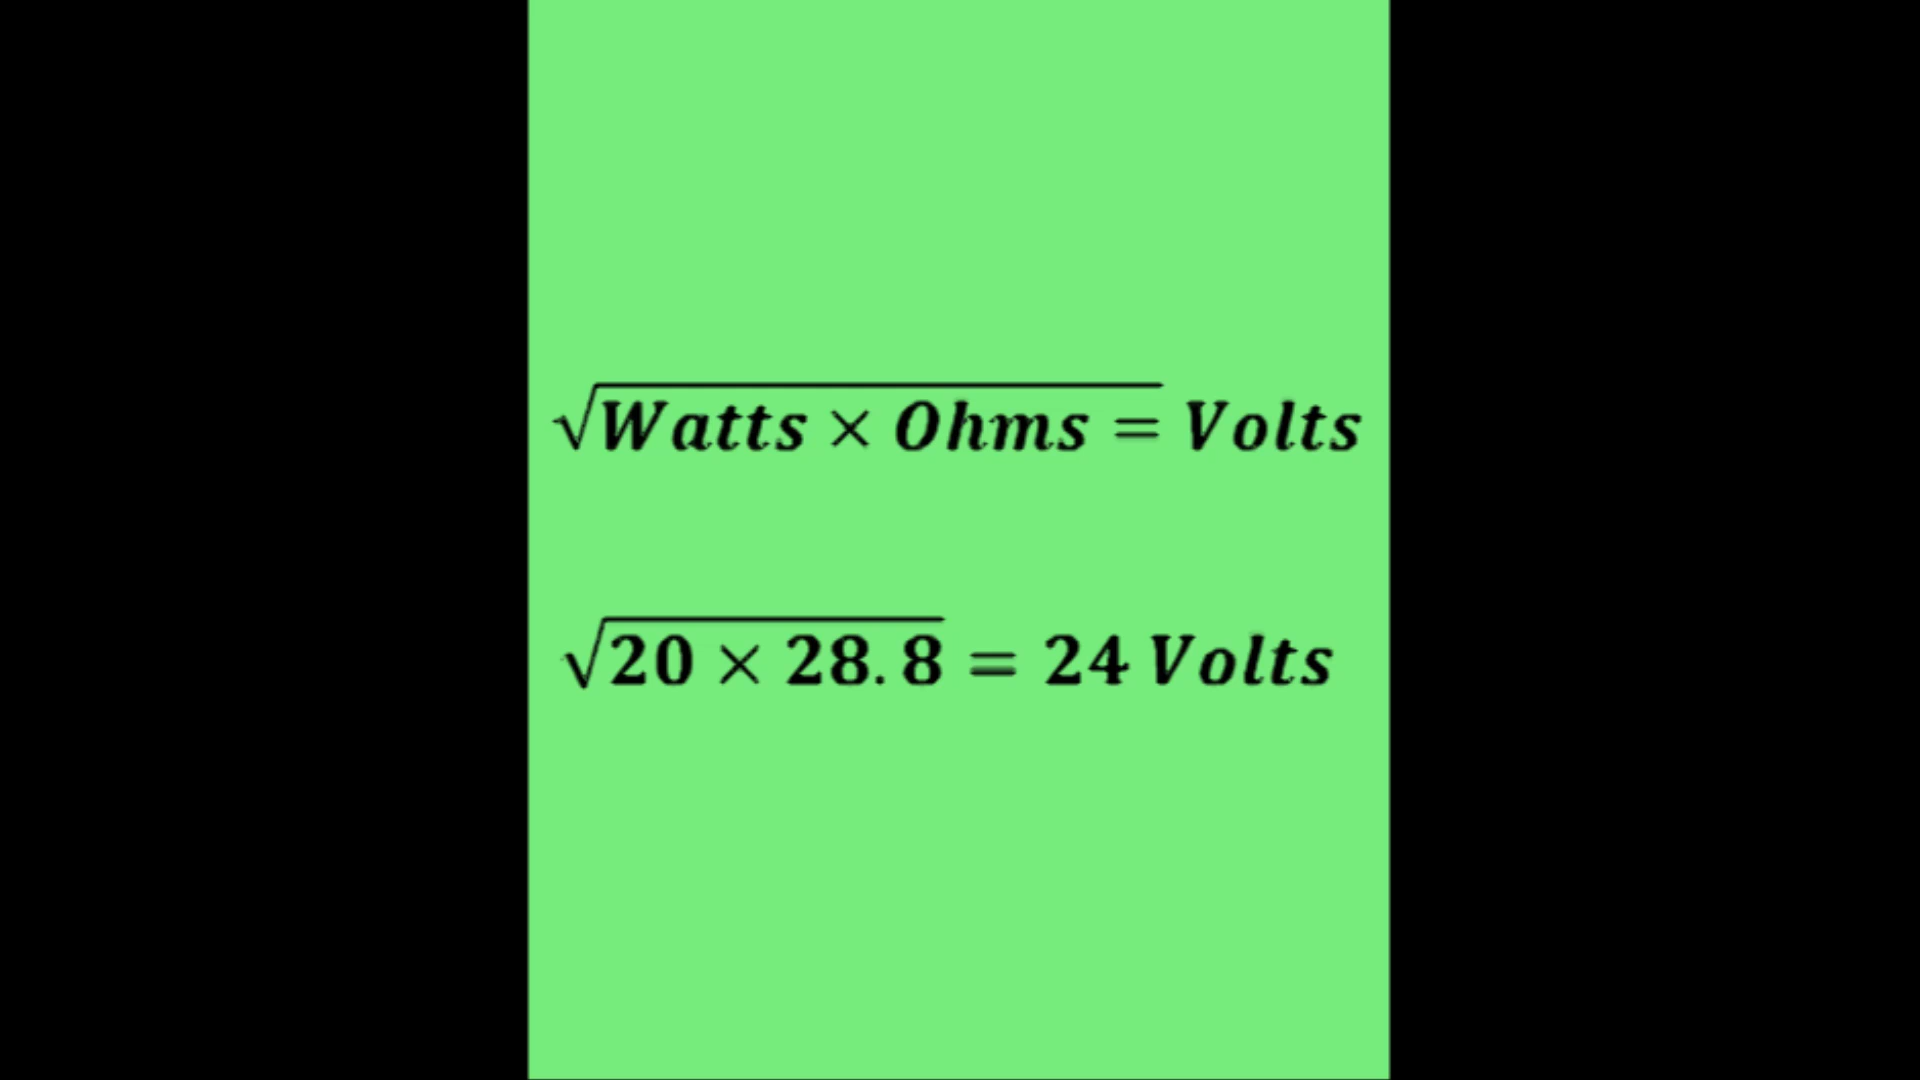 √Watts × Ohms = Volts
√20 × 28.8 = 24 Volts